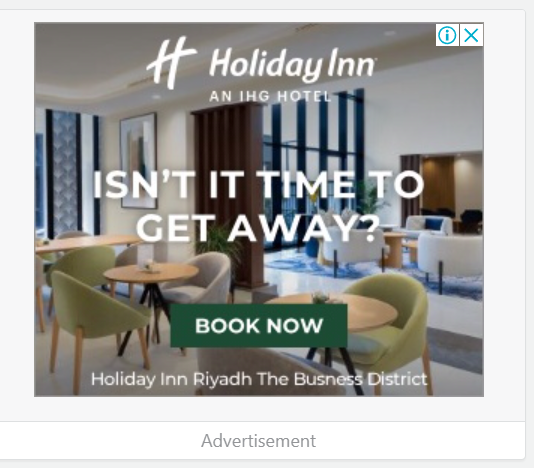 Holiday Inn
AN IHG HOTEL
ISN'T IT TIME TO
GET AWAY?
BOOK NOW
Holiday Inn Riyadh The Busness District
Advertisement